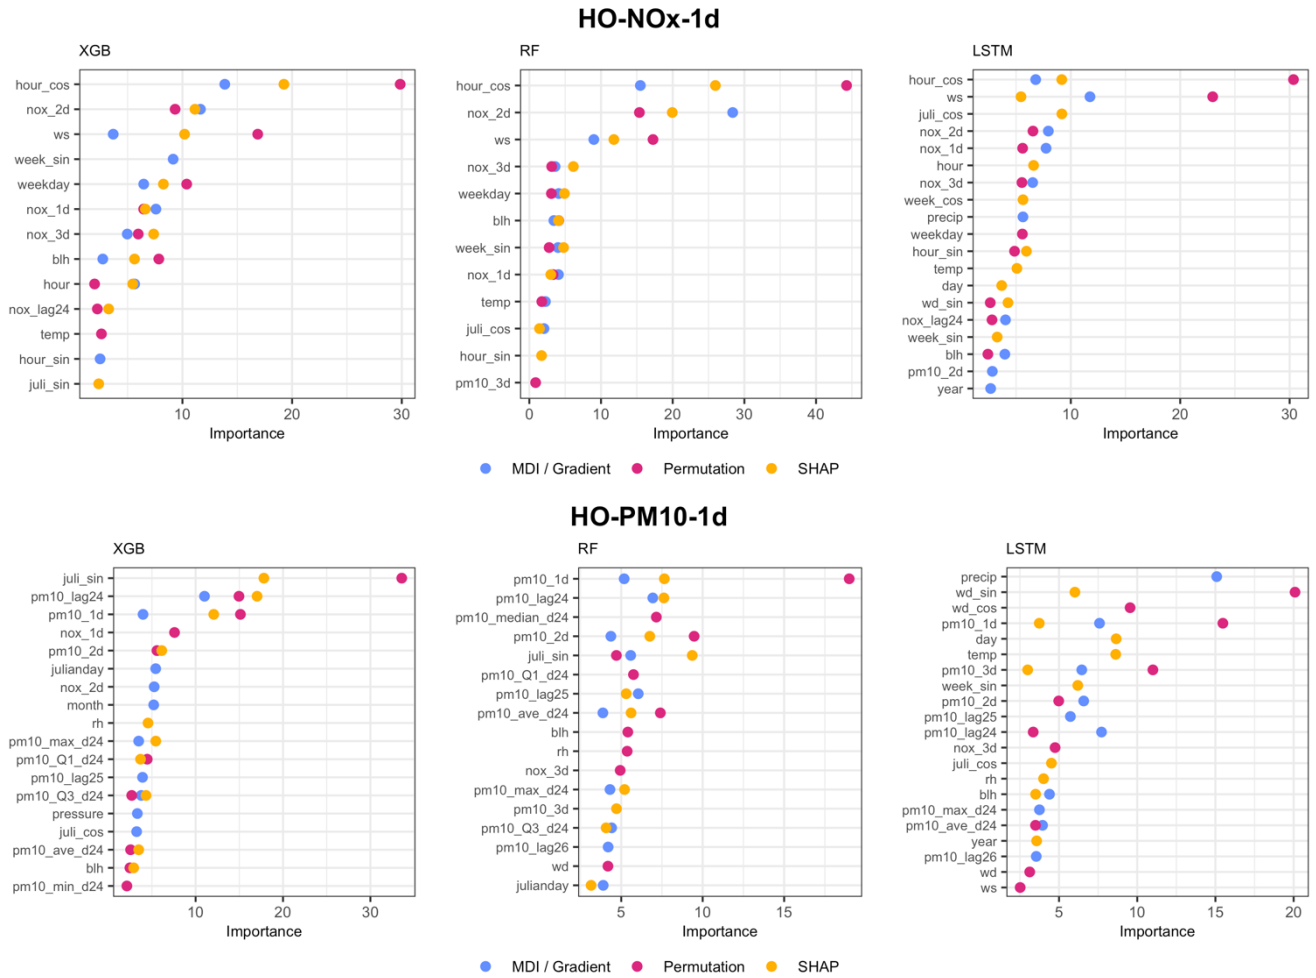 HO-NOx-1d
XGB
hour_cos
nox_2d
ws
week_sin
weekday
nox_1d
nox_3d
blh
hour
nox_lag24
temp
hour_sin
juli_sin
10 20 30
Importance
RF
hour_cos
nox_2d
ws
nox_3d
weekday
blh
week_sin
nox_1d
temp
juli_cos
hour_sin
pm10_3d
0 10 20 30 40
Importance
LSTM
hour_cos
ws
juli_cos
nox_2d
nox_1d
hour
nox_3d
week_cos
precip
weekday
hour_sin
temp
day
wd_sin
nox_lag24
week_sin
blh
pm10_2d
year
10 20 30
Importance
MDI / Gradient Permutation SHAP
HO-PM10-1d
XGB
juli_sin
pm10_lag24
pm10_1d
nox_1d
pm10_2d
julianday
nox_2d
month
rh
pm10_max_d24
pm10_Q1_d24
pm10_lag25
pm10_Q3_d24
pressure
juli_cos
pm10_ave_d24
blh
pm10_min_d24
10 20 30
Importance
RF
pm10_1d
pm10_lag24
pm10_median_d24
pm10_2d
juli_sin
pm10_Q1_d24
pm10_lag25
pm10_ave_d24
blh
rh
nox_3d
pm10_max_d24
pm10_3d
pm10_Q3_d24
pm10_lag26
wd
julianday
5 10 15
Importance
LSTM
precip
wd_sin
wd_cos
pm10_1d
day
temp
pm10_3d
week_sin
pm10_2d
pm10_lag25
pm10_lag24
nox_3d
juli_cos
rh
blh
pm10_max_d24
pm10_ave_d24
year
pm10_lag26
wd
ws
5 10 15 20
Importance
MDI / Gradient Permutation SHAP